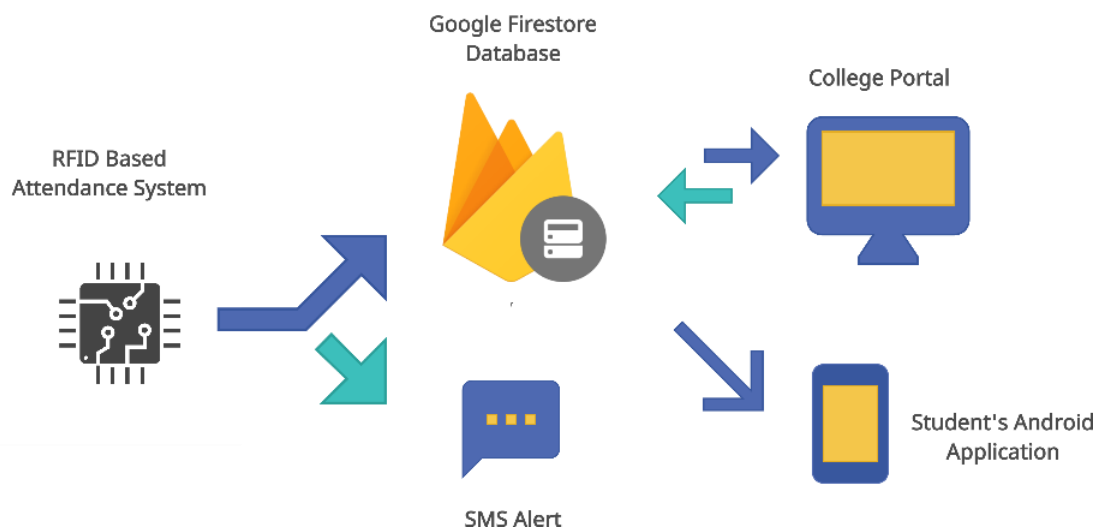 Google Firestore
Database
College Portal
RFID Based
Attendance System
Student's Android
Application
SMS Alert